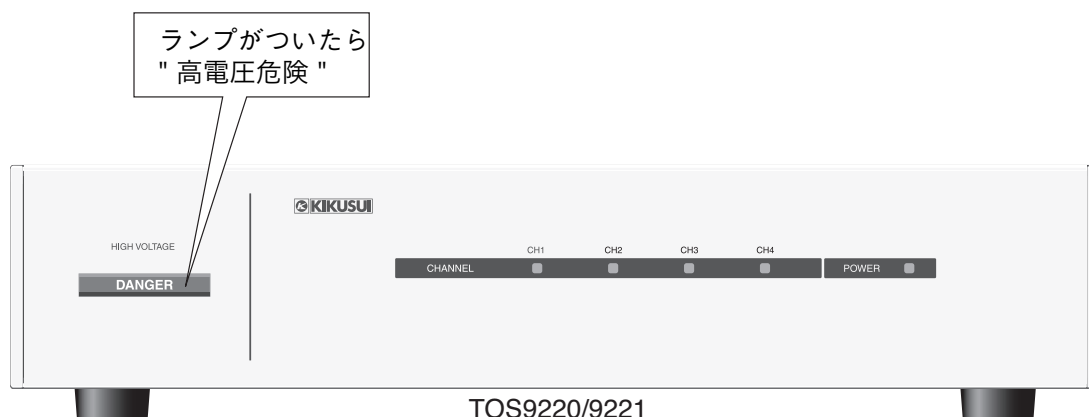 ランプがついたら
" 高電圧危険 "
KIKUSUI
HIGH VOLTAGE
DANGER
CH1 CH2 CH3 CH4
CHANNEL POWER
TOS9220/9221